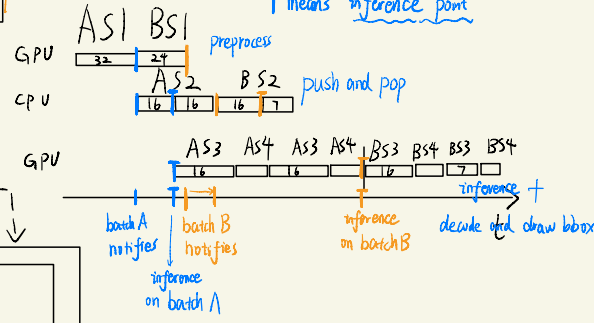 means inference point
AS1 BS1
GPU 32 24 preprocess
AS2 BS2
CPU 16 16 16 7 push and pop
AS3 AS4 AS3 AS4 BS3 BS4 BS3 BS4
GPU 16 16 16 7
inference +
batch A batch B inference decode and draw bbox
notifies notifies on batch B
t
inference
on batch A